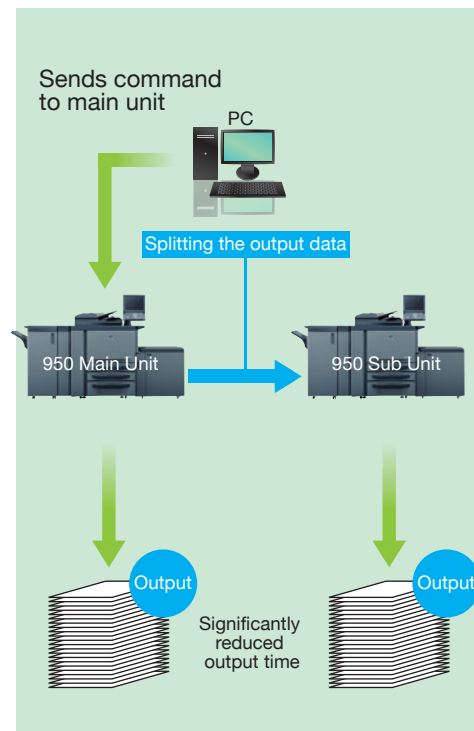 Sends command
to main unit
PC
Splitting the output data
950 Main Unit
950 Sub Unit
Output
Output
Significantly
reduced
output time